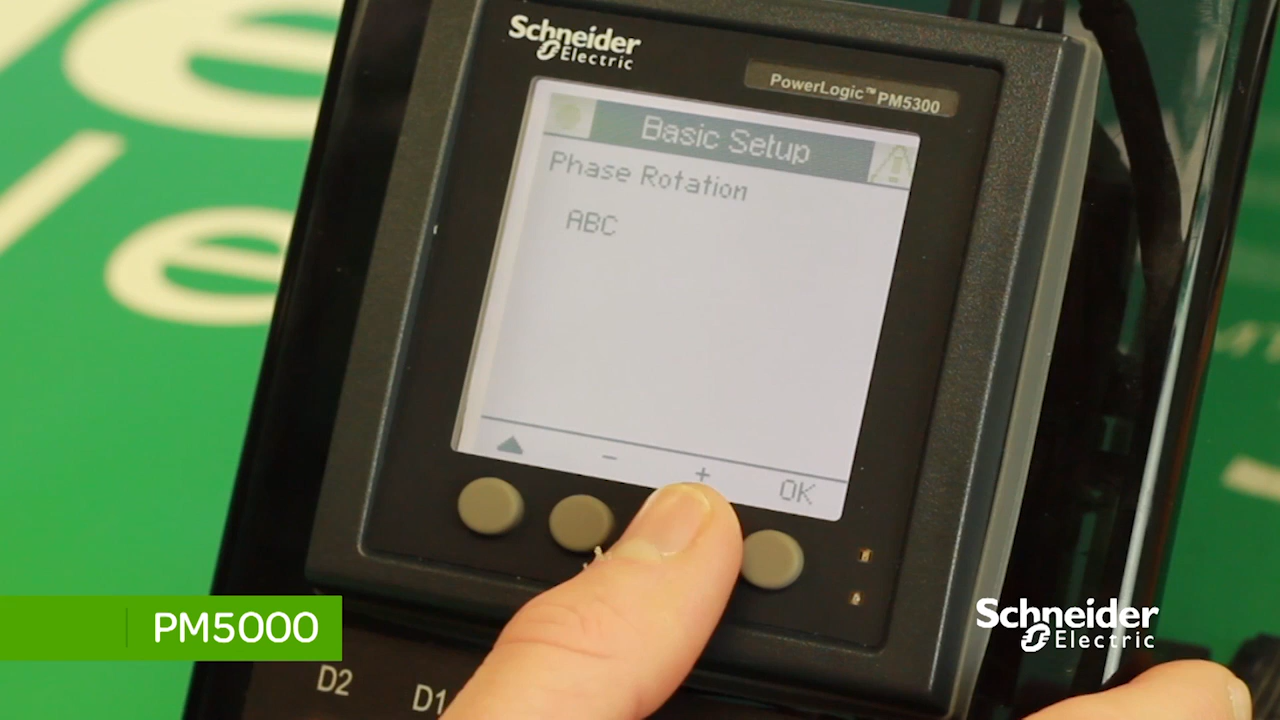 Schneider
Electric
PowerLogic™ PM5300
Basic Setup
Phase Rotation
ABC
- + OK
PM5000
Schneider
Electric
D2 D1